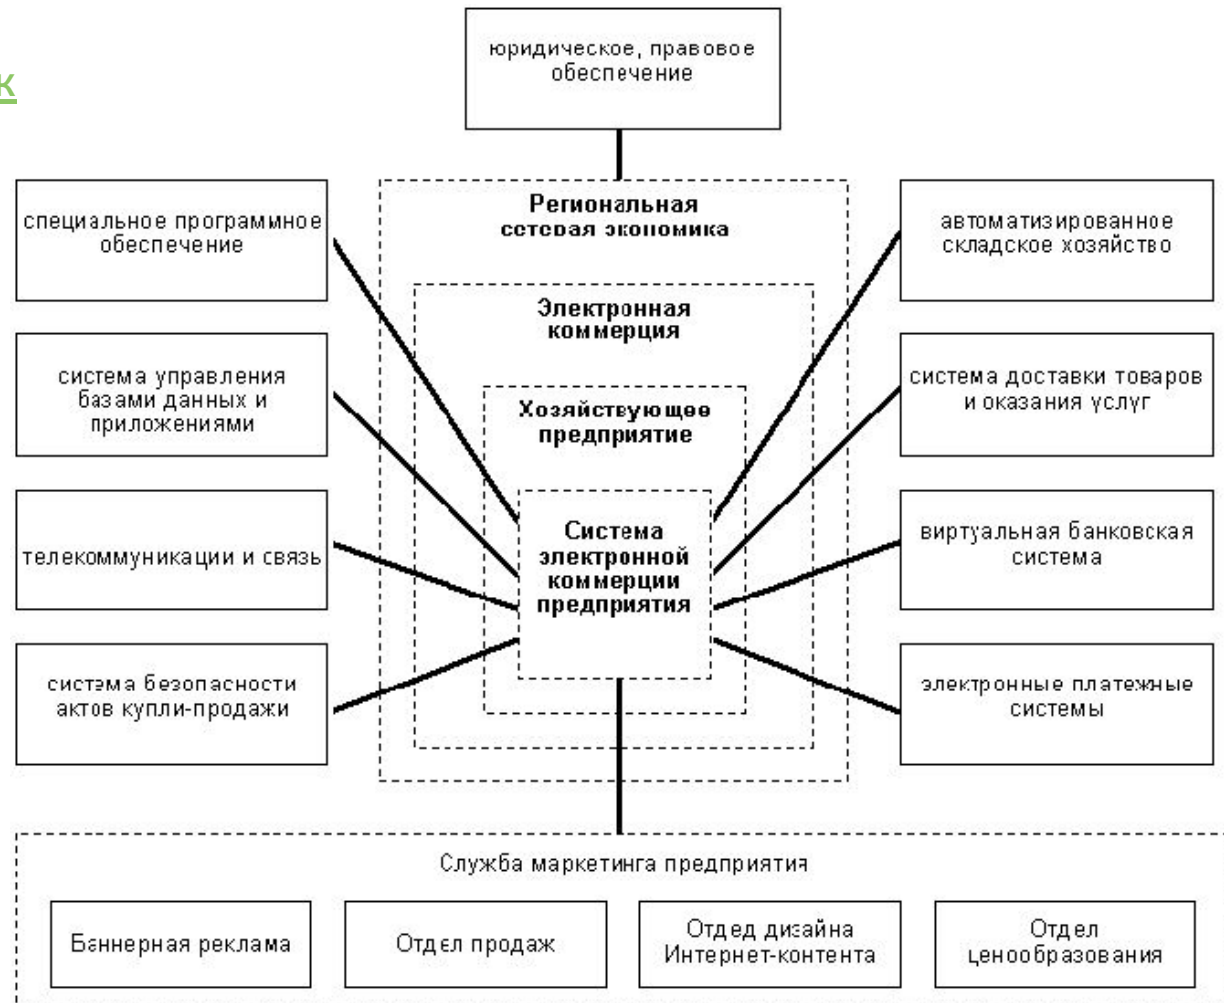 к
юридическое, правовое
обеспечение
Региональная
сетевая экономика
специальное программное
обеспечение
автоматизированное
складское хозяйство
Электронная
коммерция
система управления
базами данных и
приложениями
система доставки товаров
и оказания услуг
Хозяйствующее
предприятие
Система
электронной
коммерции
предприятия
телекоммуникации и связь
виртуальная банковская
система
система безопасности
актов купли-продажи
электронные платежные
системы
Служба маркетинга предприятия
Баннерная реклама
Отдел продаж
Отдед дизайна
Интернет-контента
Отдел
ценообразования